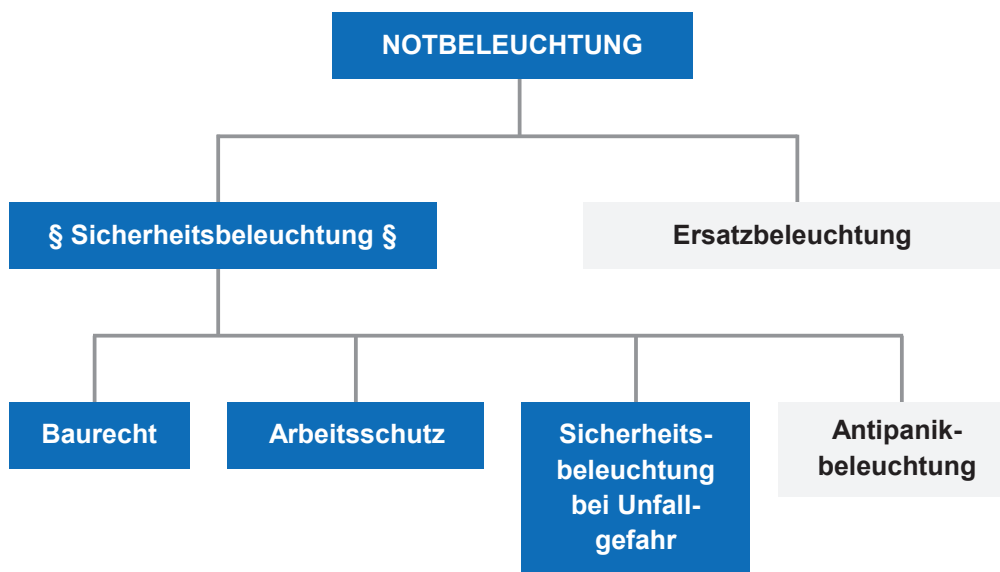 NOTBELEUCHTUNG
§ Sicherheitsbeleuchtung §
Ersatzbeleuchtung
Baurecht
Arbeitsschutz
Sicherheits-
beleuchtung
bei Unfall-
gefahr
Antipanik-
beleuchtung